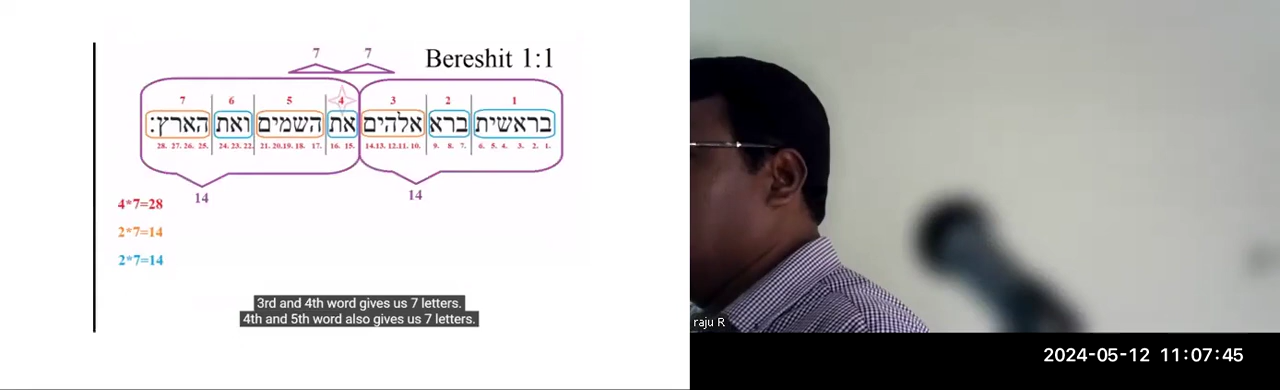 7 7
Bereshit 1:1
7 6 5 4 3 2 1
בראשית ברא אלהים את השמים ואת הארץ:
28. 27. 26. 25. 24. 23. 22. 21. 20.19. 18. 17. 16. 15. 14.13. 12.11. 10. 9. 8. 7. 6. 5. 4. 3. 2. 1.
14 14
4*7=28
2*7=14
2*7=14
3rd and 4th word gives us 7 letters.
4th and 5th word also gives us 7 letters.
raju R
2024-05-12 11:07:45